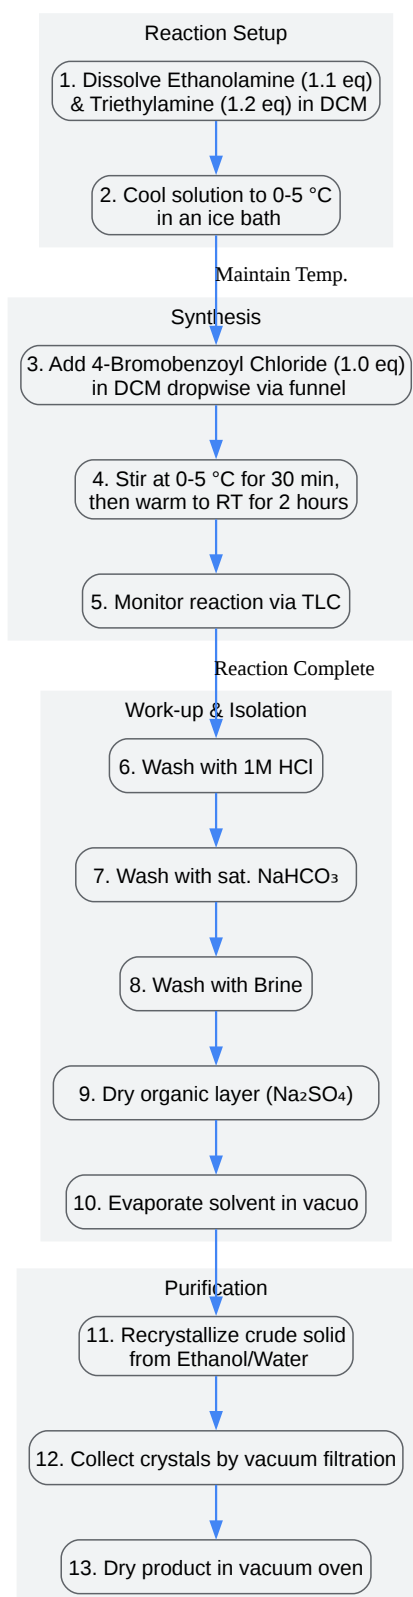 Reaction Setup
1. Dissolve Ethanolamine (1.1 eq)
& Triethylamine (1.2 eq) in DCM
2. Cool solution to 0-5 °C
in an ice bath
Maintain Temp.
Synthesis
3. Add 4-Bromobenzoyl Chloride (1.0 eq)
in DCM dropwise via funnel
4. Stir at 0-5 °C for 30 min,
then warm to RT for 2 hours
5. Monitor reaction via TLC
Reaction Complete
Work-up & Isolation
6. Wash with 1M HCl
7. Wash with sat. NaHCO₃
8. Wash with Brine
9. Dry organic layer (Na₂SO₄)
10. Evaporate solvent in vacuo
Purification
11. Recrystallize crude solid
from Ethanol/Water
12. Collect crystals by vacuum filtration
13. Dry product in vacuum oven